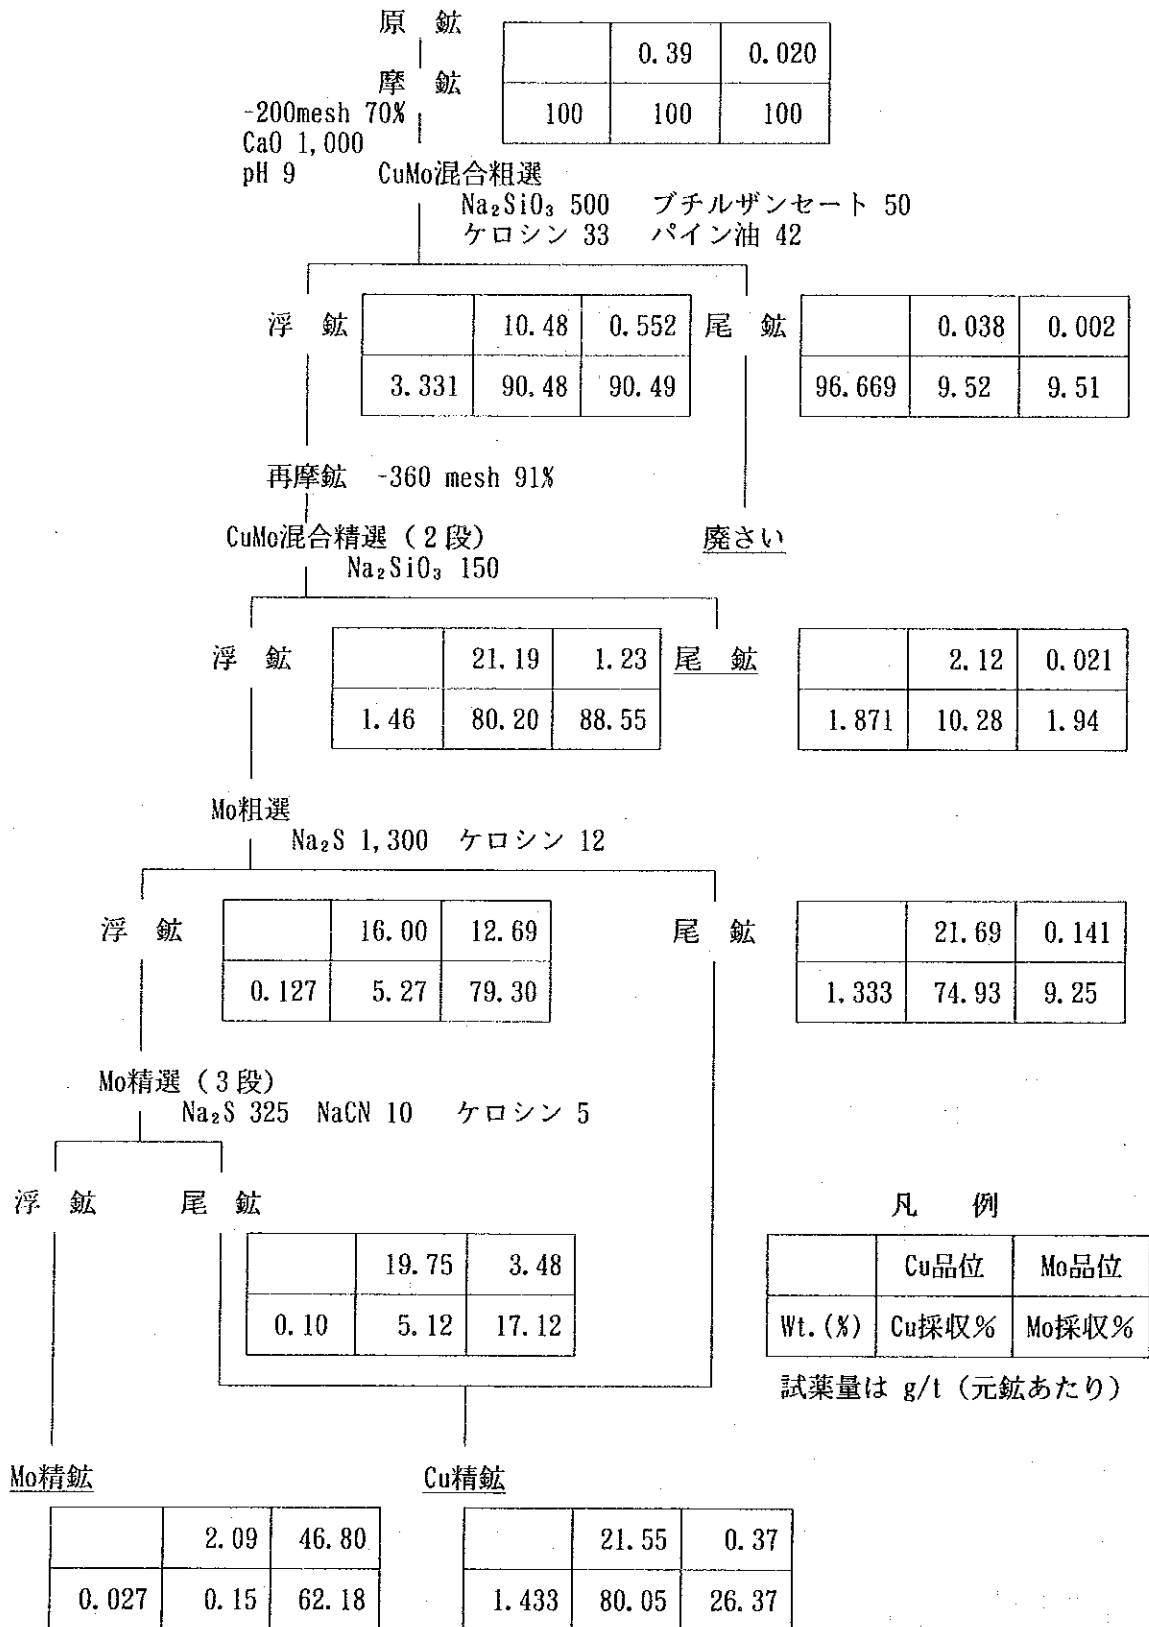 原 鉱
0.39 0.020
摩 鉱
100 100 100
-200mesh 70%
CaO 1,000
pH 9 CuMo混合粗選
Na₂SiO₃ 500 ブチルザンセート 50
ケロシン 33 パイン油 42
浮 鉱 10.48 0.552 尾 鉱 0.038 0.002
3.331 90.48 90.49 96.669 9.52 9.51
再摩鉱 -360 mesh 91%
CuMo混合精選（2段） 廃さい
Na₂SiO₃ 150
浮 鉱 21.19 1.23 尾 鉱 2.12 0.021
1.46 80.20 88.55 1.871 10.28 1.94
Mo粗選
Na₂S 1,300 ケロシン 12
浮 鉱 16.00 12.69 尾 鉱 21.69 0.141
0.127 5.27 79.30 1.333 74.93 9.25
Mo精選（3段）
Na₂S 325 NaCN 10 ケロシン 5
浮 鉱 尾 鉱 凡 例
19.75 3.48 Cu品位 Mo品位
0.10 5.12 17.12 Wt.(%) Cu採収% Mo採収%
試薬量は g/t（元鉱あたり）
Mo精鉱 Cu精鉱
2.09 46.80 21.55 0.37
0.027 0.15 62.18 1.433 80.05 26.37